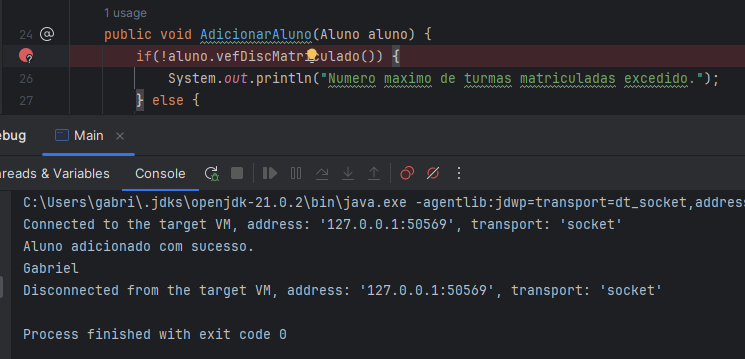 1 usage
24 @ public void AdicionarAluno(Aluno aluno) {
if(!aluno.vefDiscMatriculado()) {
26 System.out.println("Numero maximo de turmas matriculadas excedido.");
27 } else {
ebug Main ×
reads & Variables Console
C:\Users\gabri\.jdks\openjdk-21.0.2\bin\java.exe -agentlib:jdwp=transport=dt_socket,address
Connected to the target VM, address: '127.0.0.1:50569', transport: 'socket'
Aluno adicionado com sucesso.
Gabriel
Disconnected from the target VM, address: '127.0.0.1:50569', transport: 'socket'
Process finished with exit code 0